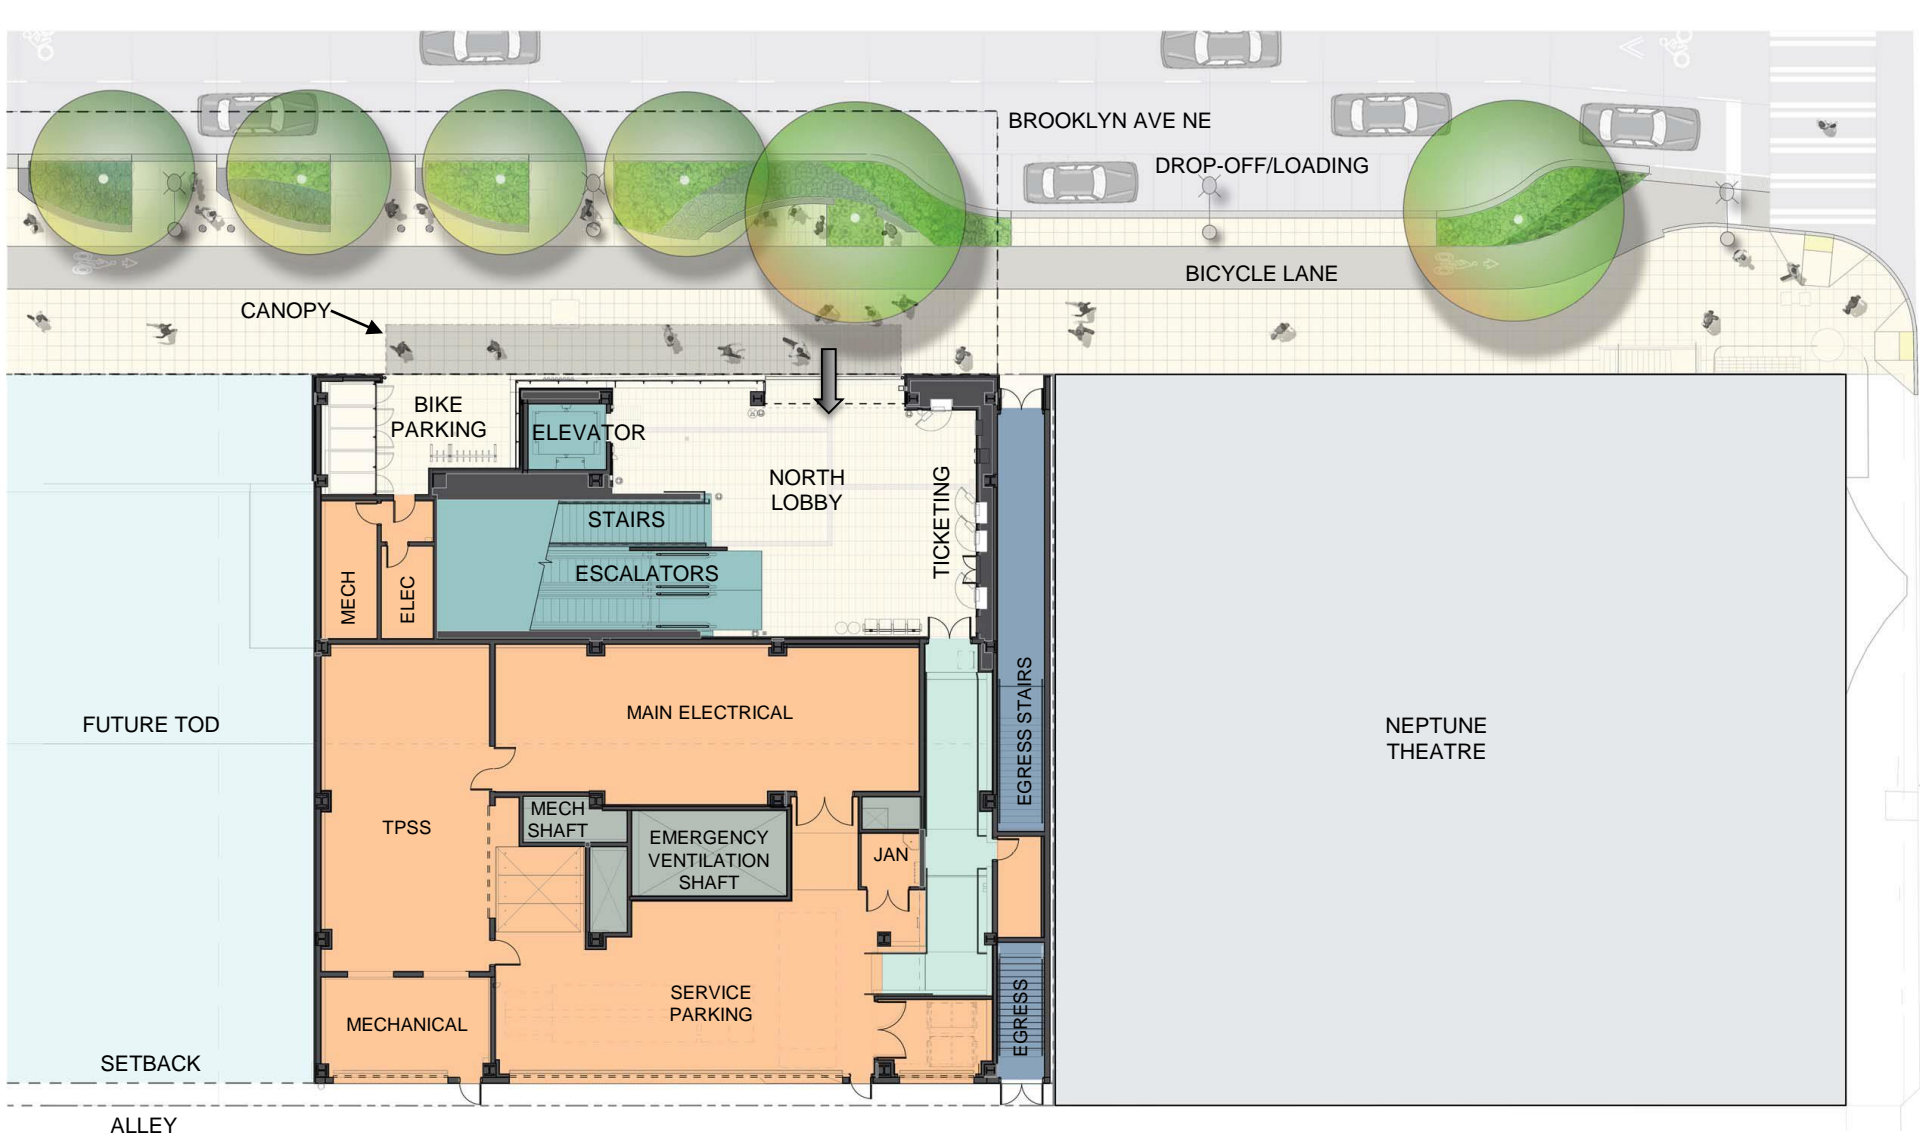 BROOKLYN AVE NE
DROP-OFF/LOADING
BICYCLE LANE
CANOPY
BIKE
PARKING
ELEVATOR
NORTH
LOBBY
TICKETING
STAIRS
ESCALATORS
MECH
ELEC
FUTURE TOD
MAIN ELECTRICAL
EGRESS STAIRS
NEPTUNE
THEATRE
TPSS
MECH
SHAFT
EMERGENCY
VENTILATION
SHAFT
JAN
SERVICE
PARKING
MECHANICAL
EGRESS
SETBACK
ALLEY